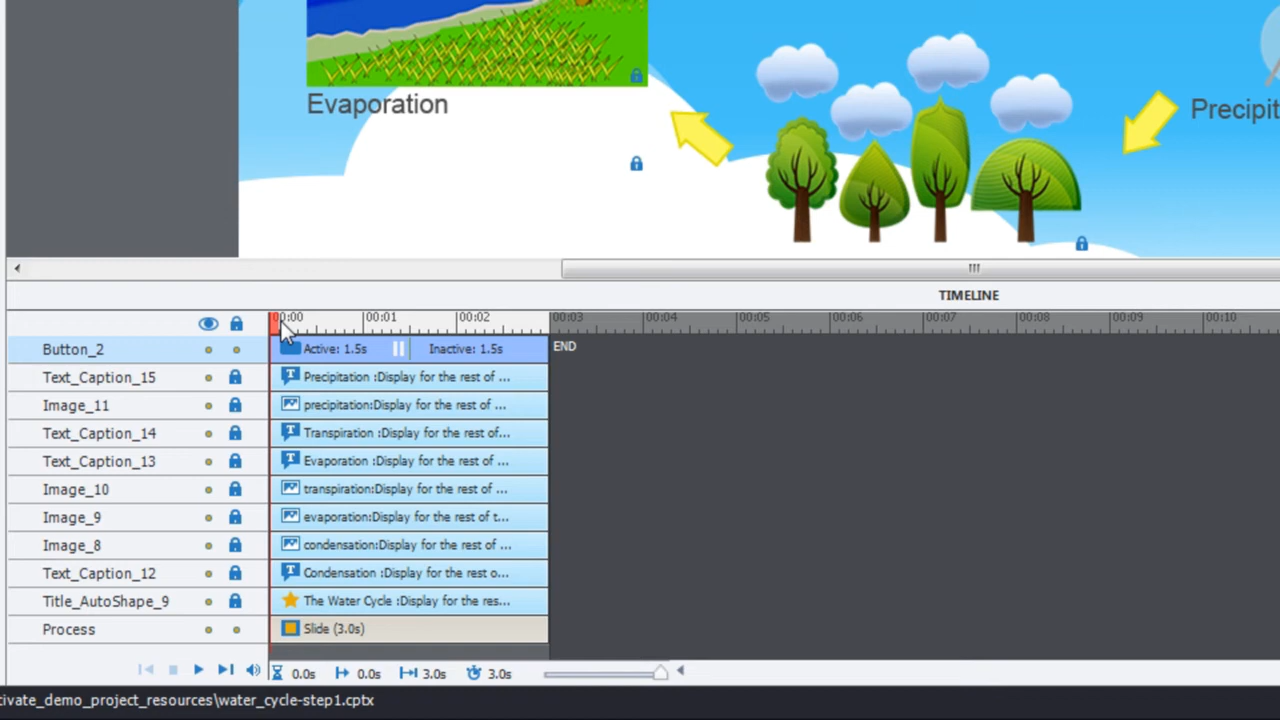 Evaporation
Precipit
TIMELINE
00:00 00:01 00:02 00:03 00:04 00:05 00:06 00:07 00:08 00:09 00:10
Button_2 Active: 1.5s Inactive: 1.5s END
Text_Caption_15 Precipitation :Display for the rest of ...
Image_11 precipitation:Display for the rest of ...
Text_Caption_14 Transpiration :Display for the rest of...
Text_Caption_13 Evaporation :Display for the rest of ...
Image_10 transpiration:Display for the rest of ...
Image_9 evaporation:Display for the rest of t...
Image_8 condensation:Display for the rest of ...
Text_Caption_12 Condensation :Display for the rest o...
Title_AutoShape_9 The Water Cycle :Display for the res...
Process Slide (3.0s)
0.0s 0.0s 3.0s 3.0s
tivate_demo_project_resources\water_cycle-step1.cptx